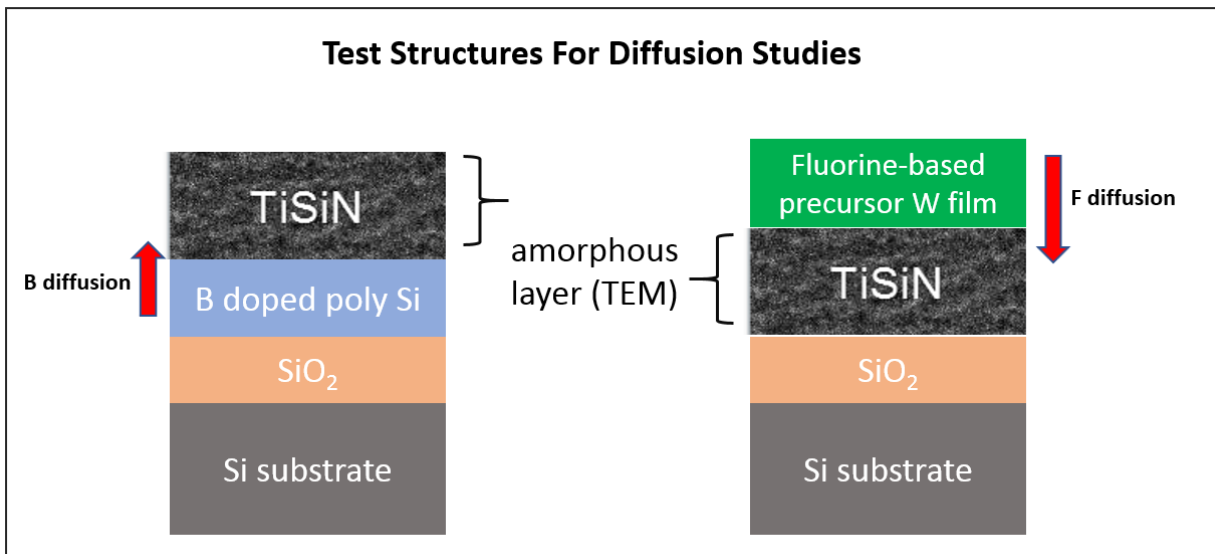 Test Structures For Diffusion Studies
TiSiN
B diffusion
B doped poly Si
SiO₂
Si substrate
amorphous
layer (TEM)
Fluorine-based
precursor W film
F diffusion
TiSiN
SiO₂
Si substrate